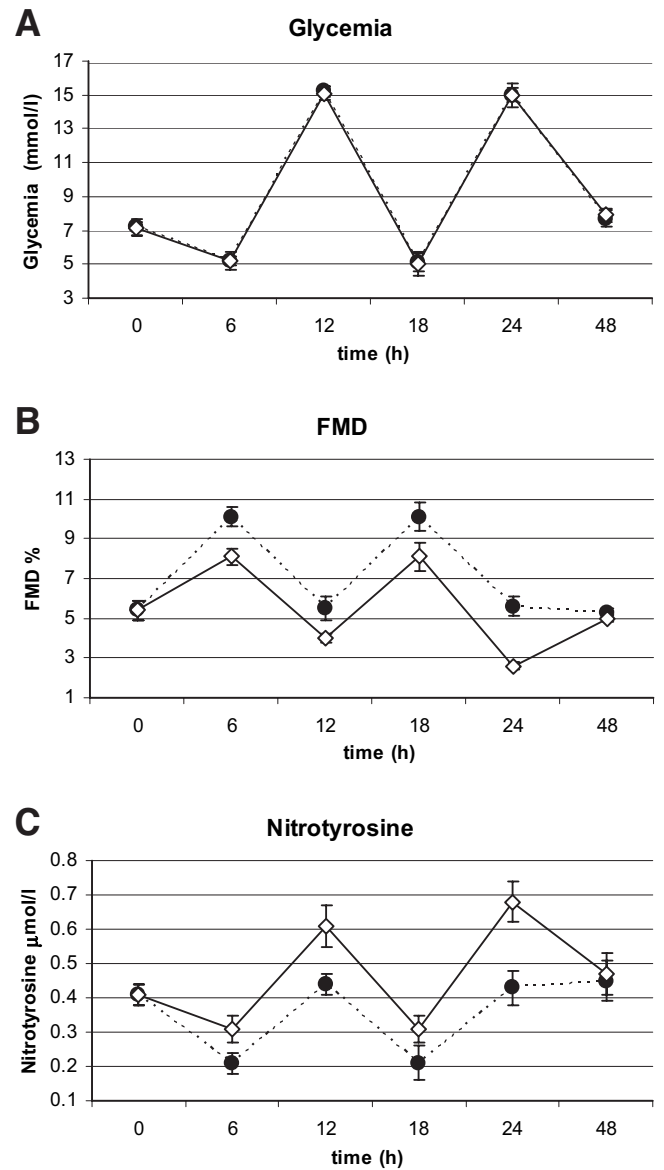 A
Glycemia
Glycemia (mmol/l)
17
15
13
11
9
7
5
3
0 6 12 18 24 48
time (h)
B
FMD
FMD %
13
11
9
7
5
3
1
0 6 12 18 24 48
time (h)
C
Nitrotyrosine
Nitrotyrosine μmol/l
0.8
0.7
0.6
0.5
0.4
0.3
0.2
0.1
0 6 12 18 24 48
time (h)